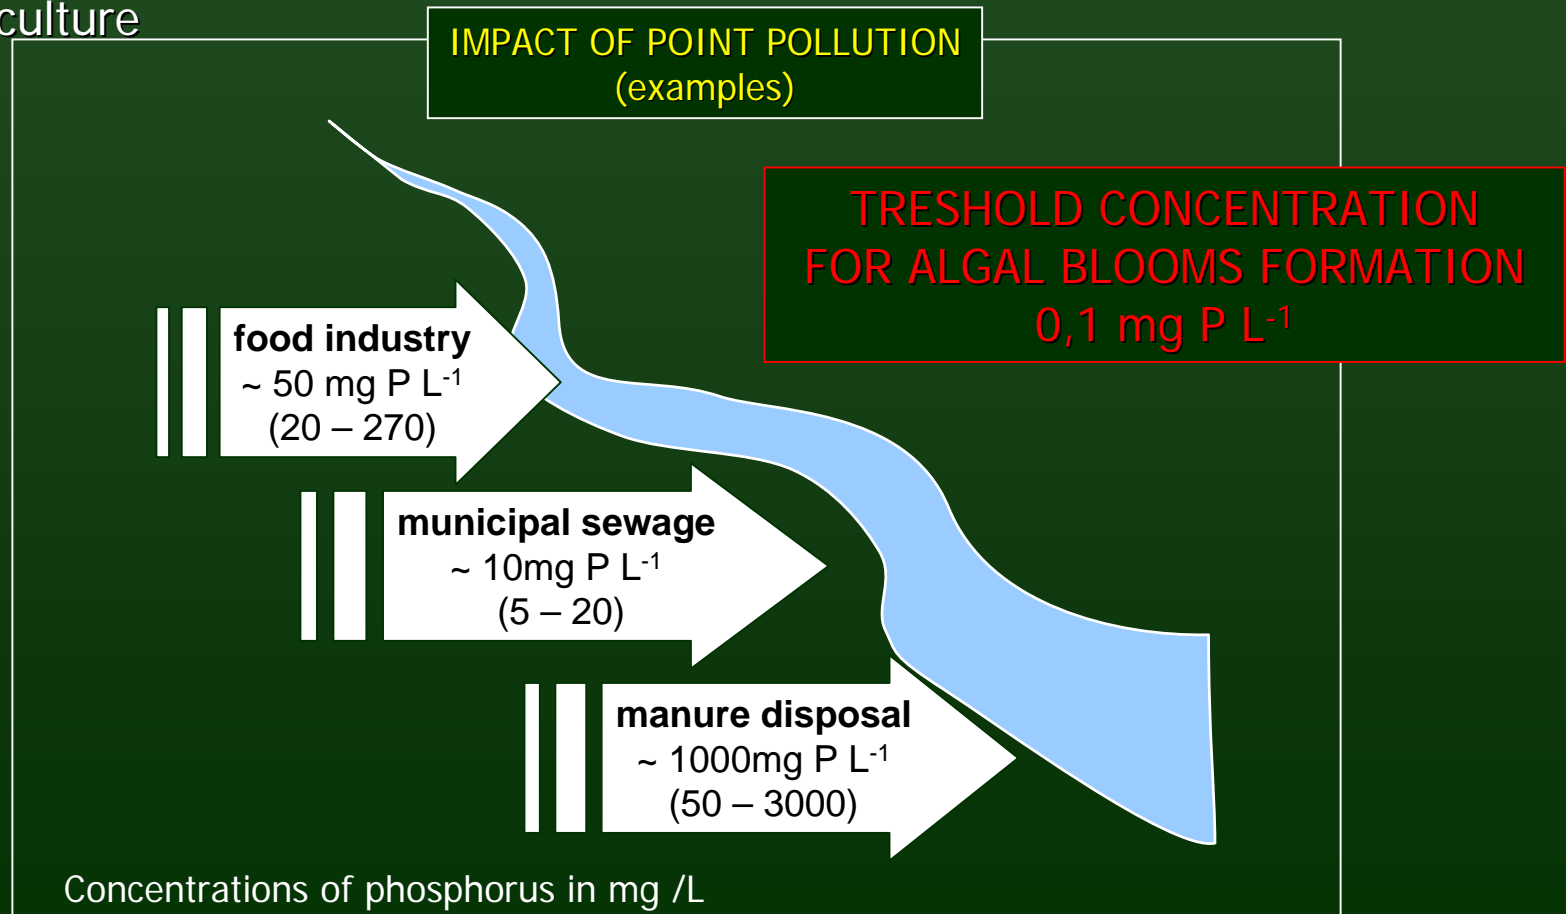 culture
IMPACT OF POINT POLLUTION
(examples)
TRESHOLD CONCENTRATION
FOR ALGAL BLOOMS FORMATION
0,1 mg P L⁻¹
food industry
~ 50 mg P L⁻¹
(20 – 270)
municipal sewage
~ 10mg P L⁻¹
(5 – 20)
manure disposal
~ 1000mg P L⁻¹
(50 – 3000)
Concentrations of phosphorus in mg /L